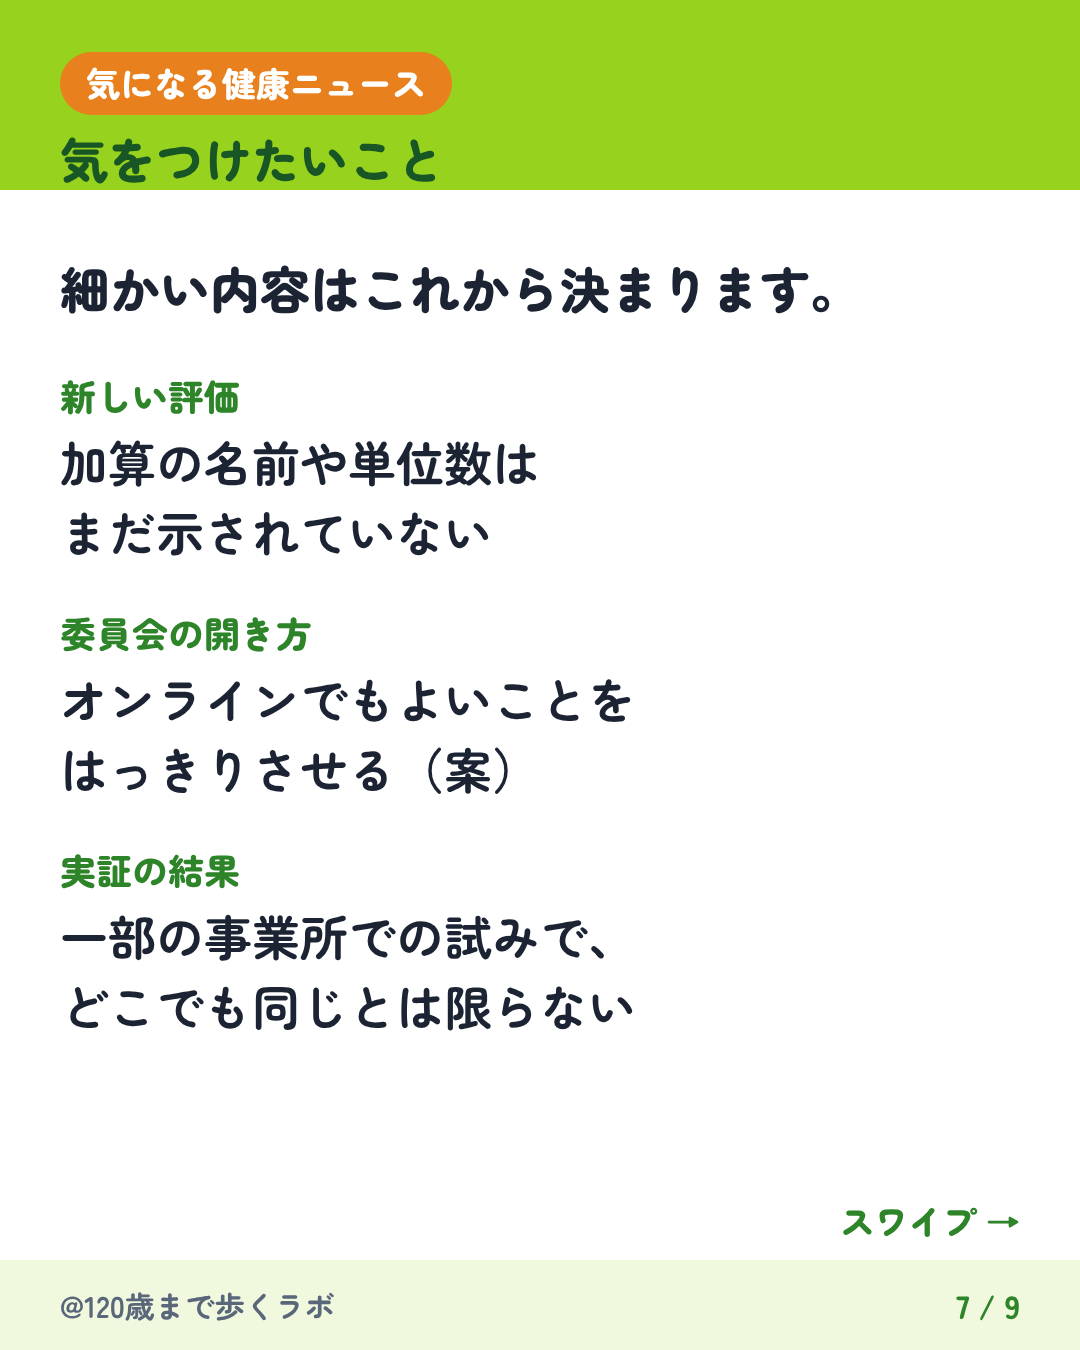 気になる健康ニュース
気をつけたいこと
細かい内容はこれから決まります。
新しい評価
加算の名前や単位数は
まだ示されていない
委員会の開き方
オンラインでもよいことを
はっきりさせる（案）
実証の結果
一部の事業所での試みで、
どこでも同じとは限らない
スワイプ →
@120歳まで歩くラボ
7 / 9